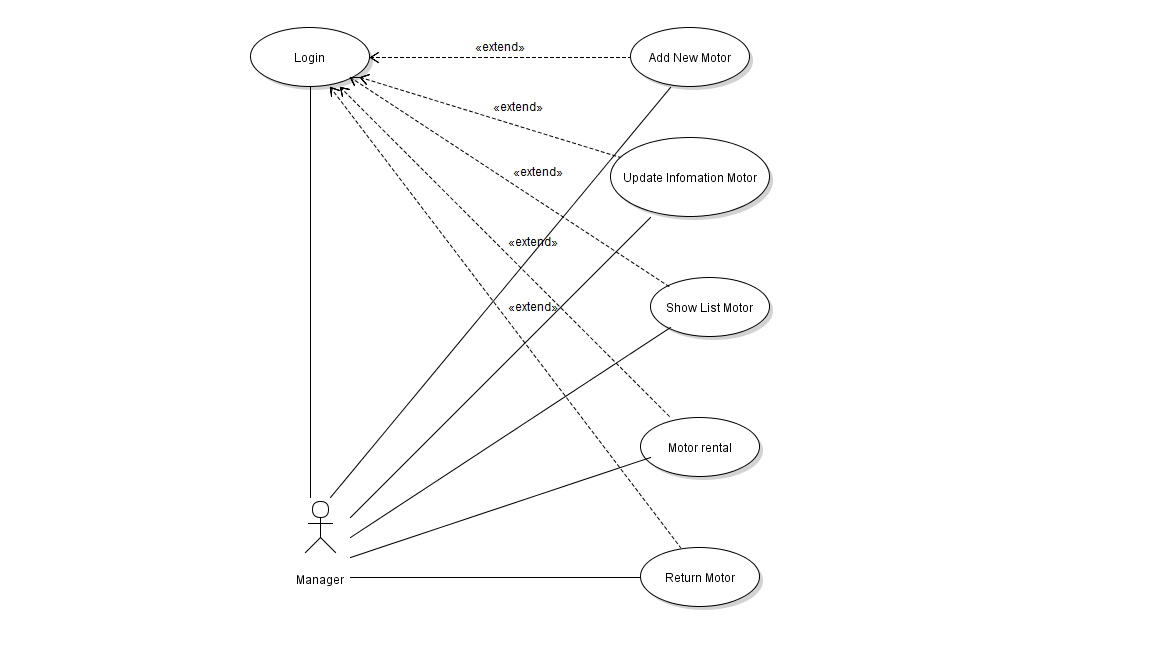 Login
«extend»
Add New Motor
«extend»
«extend»
Update Infomation Motor
«extend»
«extend»
Show List Motor
Motor rental
Manager
Return Motor